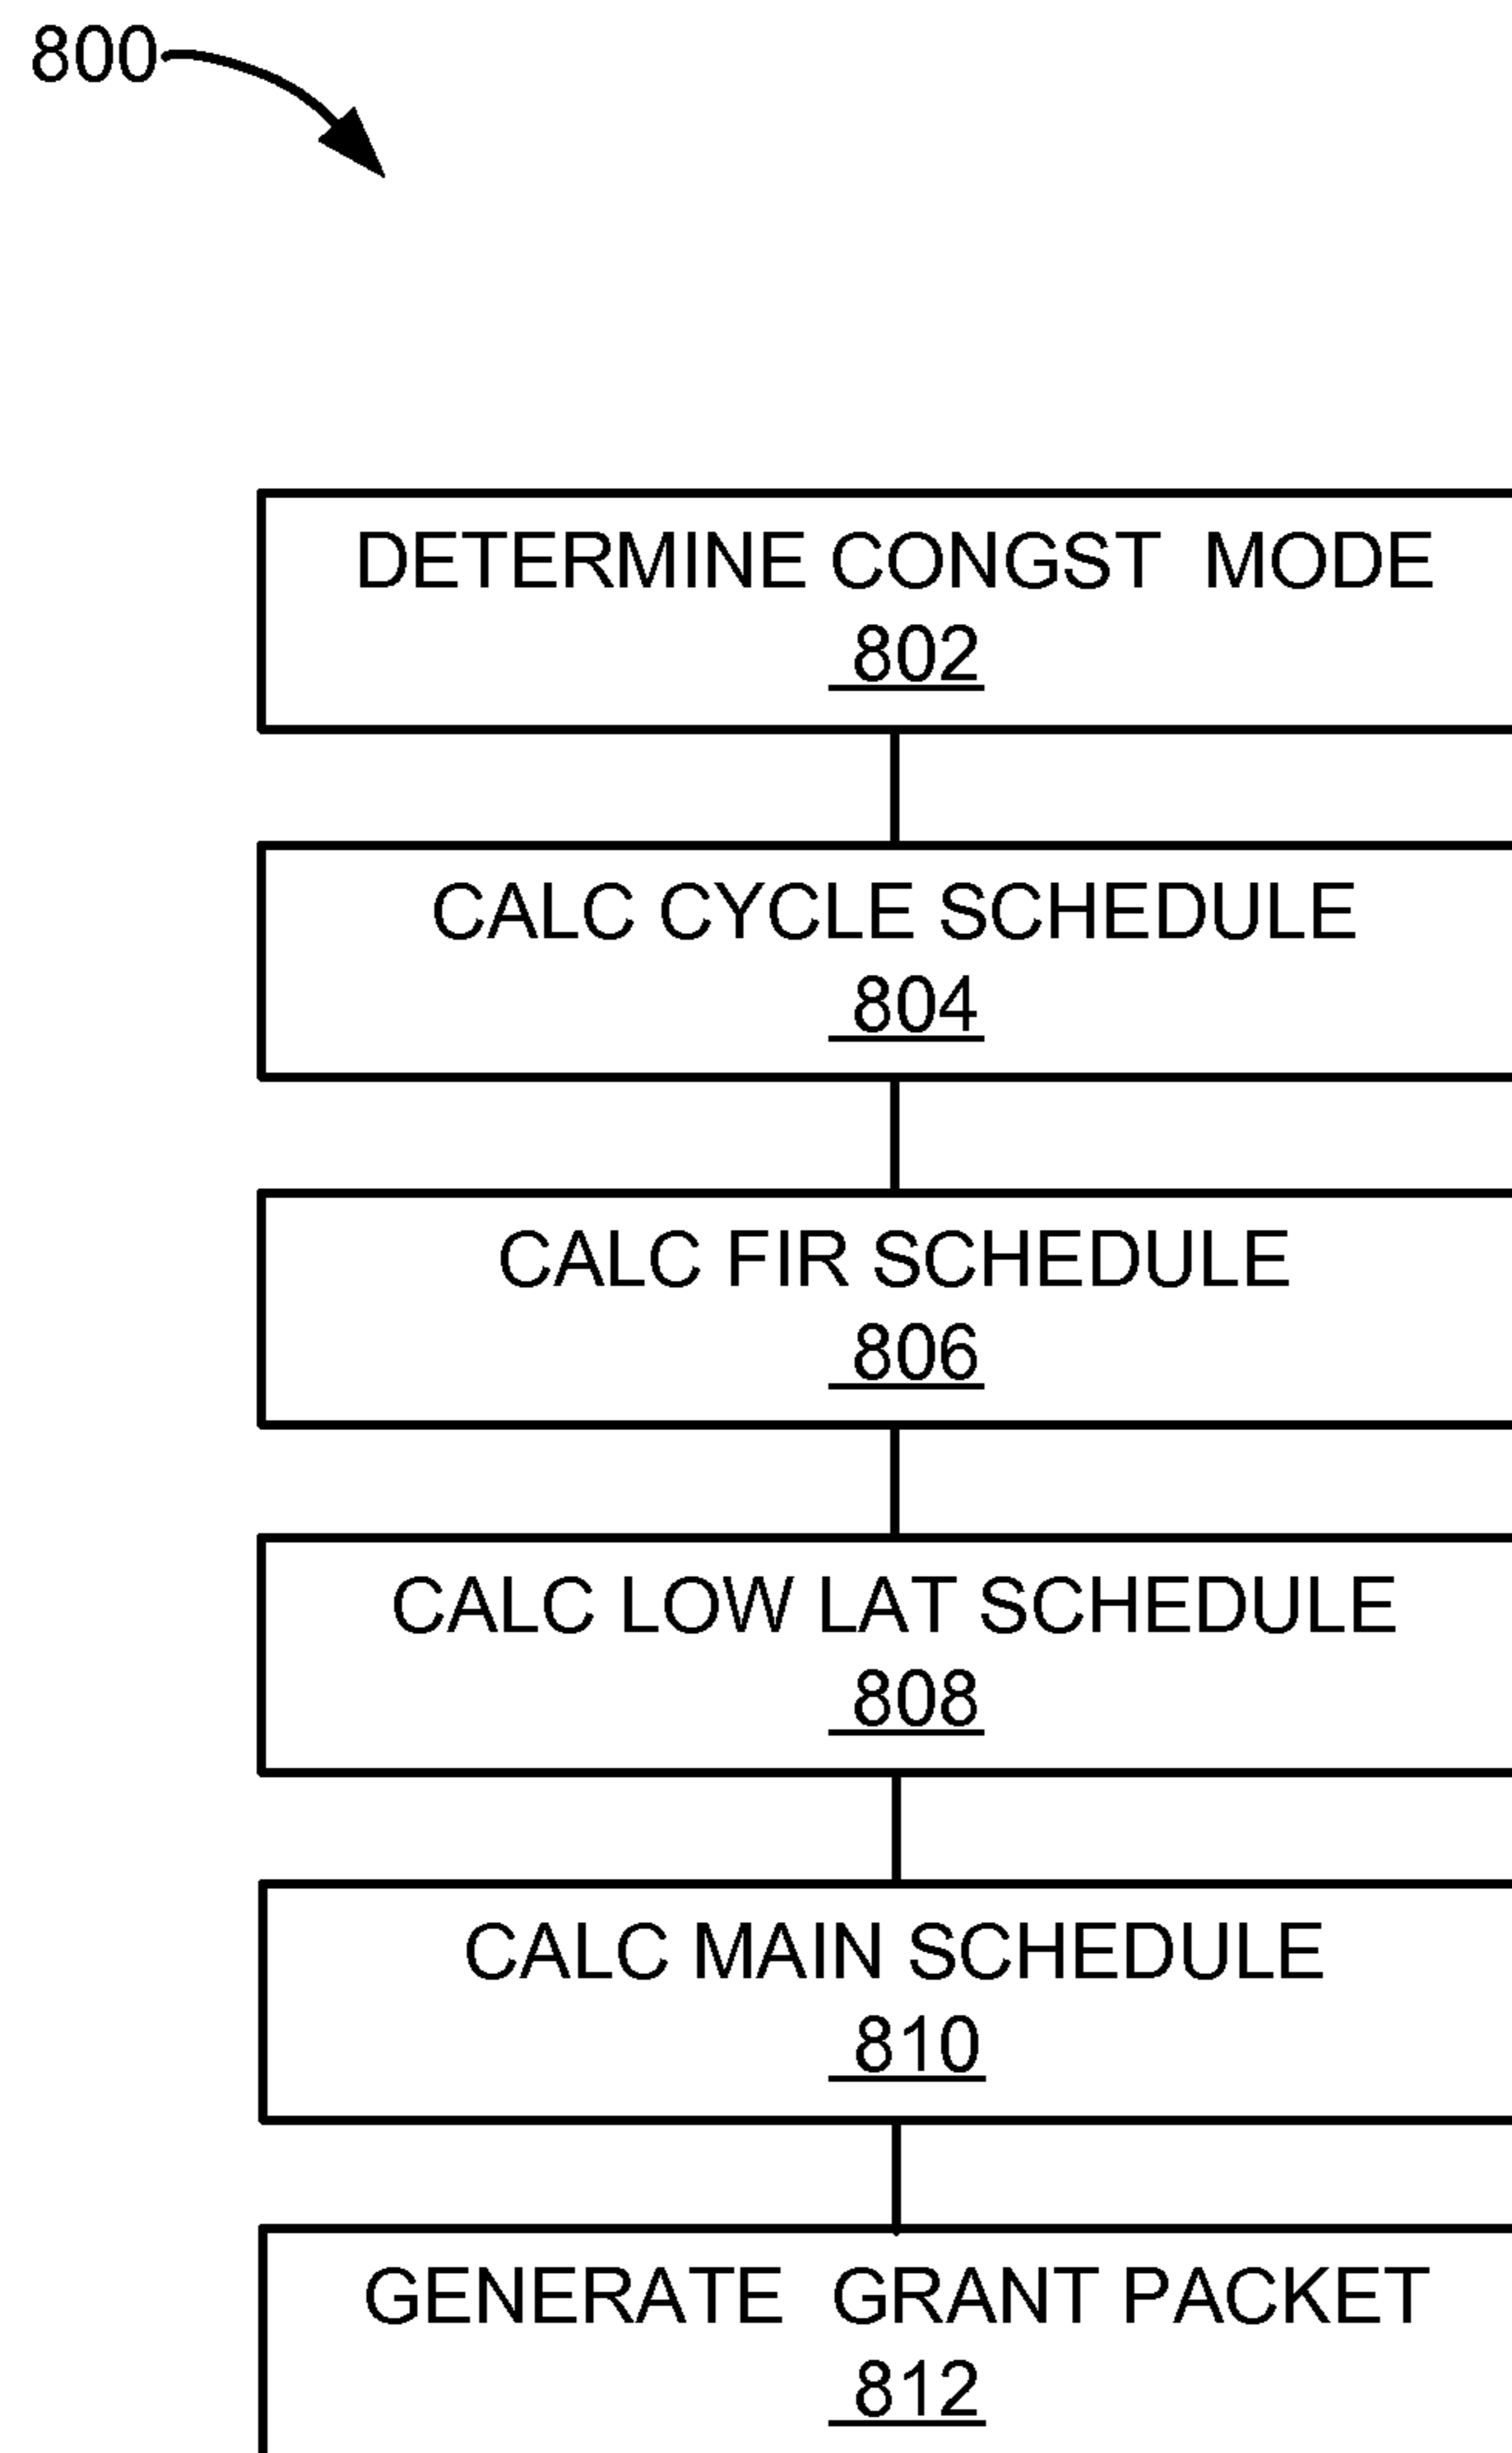 800
DETERMINE CONGST MODE
802
CALC CYCLE SCHEDULE
804
CALC FIR SCHEDULE
806
CALC LOW LAT SCHEDULE
808
CALC MAIN SCHEDULE
810
GENERATE GRANT PACKET
812